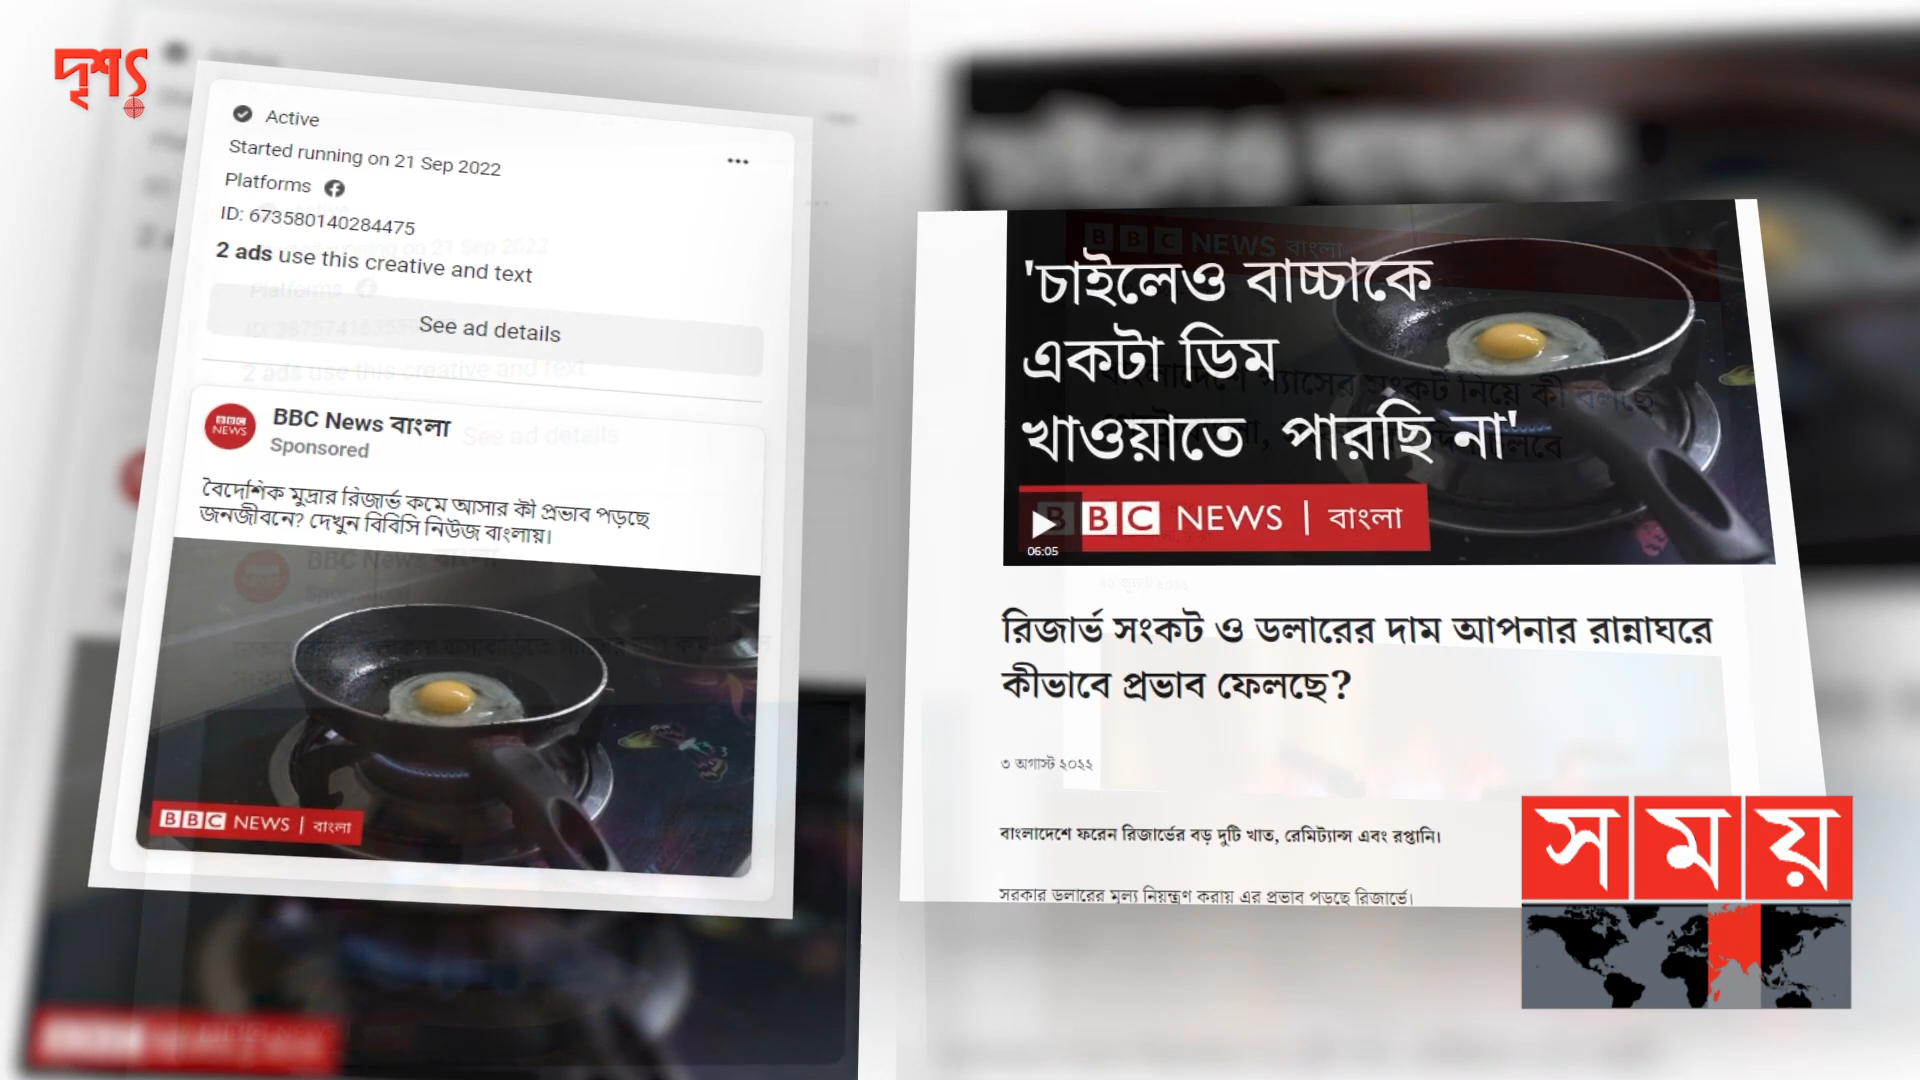 দৃশ্য
Active
Started running on 21 Sep 2022
Platforms
ID: 673580140284475
2 ads use this creative and text
See ad details
BBC NEWS
BBC News বাংলা
Sponsored
বৈদেশিক মুদ্রার রিজার্ভ কমে আসার কী প্রভাব পড়ছে
জনজীবনে? দেখুন বিবিসি নিউজ বাংলায়।
BBC NEWS | বাংলা
'চাইলেও বাচ্চাকে
একটা ডিম
খাওয়াতে পারছি না'
BBC NEWS | বাংলা
06:05
রিজার্ভ সংকট ও ডলারের দাম আপনার রান্নাঘরে
কীভাবে প্রভাব ফেলছে?
৩ অগাস্ট ২০২২
বাংলাদেশে ফরেন রিজার্ভের বড় দুটি খাত, রেমিট্যান্স এবং রপ্তানি।
সরকার ডলারের মূল্য নিয়ন্ত্রণ করায় এর প্রভাব পড়ছে রিজার্ভে।
সময়